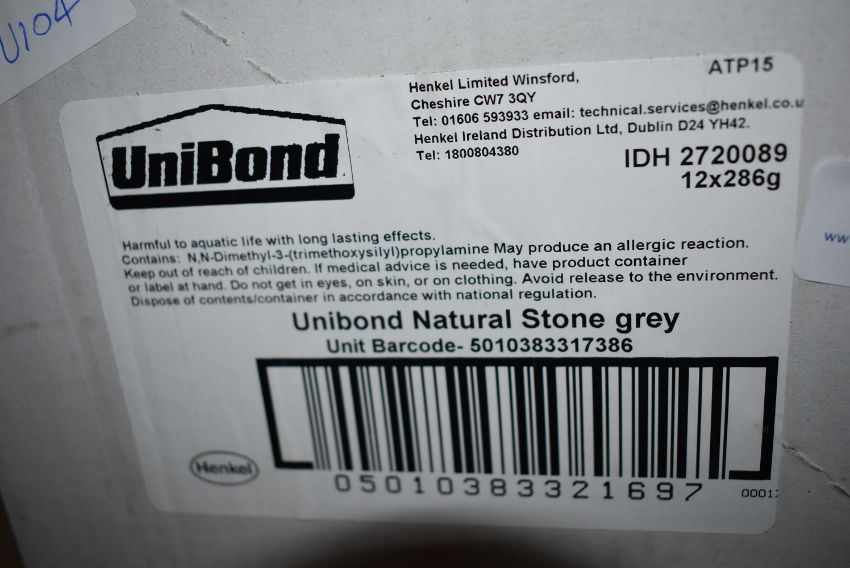 U104
ATP15
Henkel Limited Winsford,
Cheshire CW7 3QY
Tel: 01606 593933 email: technical.services@henkel.co.u
Henkel Ireland Distribution Ltd, Dublin D24 YH42.
Tel: 1800804380
IDH 2720089
12x286g
UniBond
Harmful to aquatic life with long lasting effects.
Contains: N,N-Dimethyl-3-(trimethoxysilyl)propylamine May produce an allergic reaction.
Keep out of reach of children. If medical advice is needed, have product container
or label at hand. Do not get in eyes, on skin, or on clothing. Avoid release to the environment.
Dispose of contents/container in accordance with national regulation.
Unibond Natural Stone grey
Unit Barcode- 5010383317386
Henkel
05010383321697
0001
ww